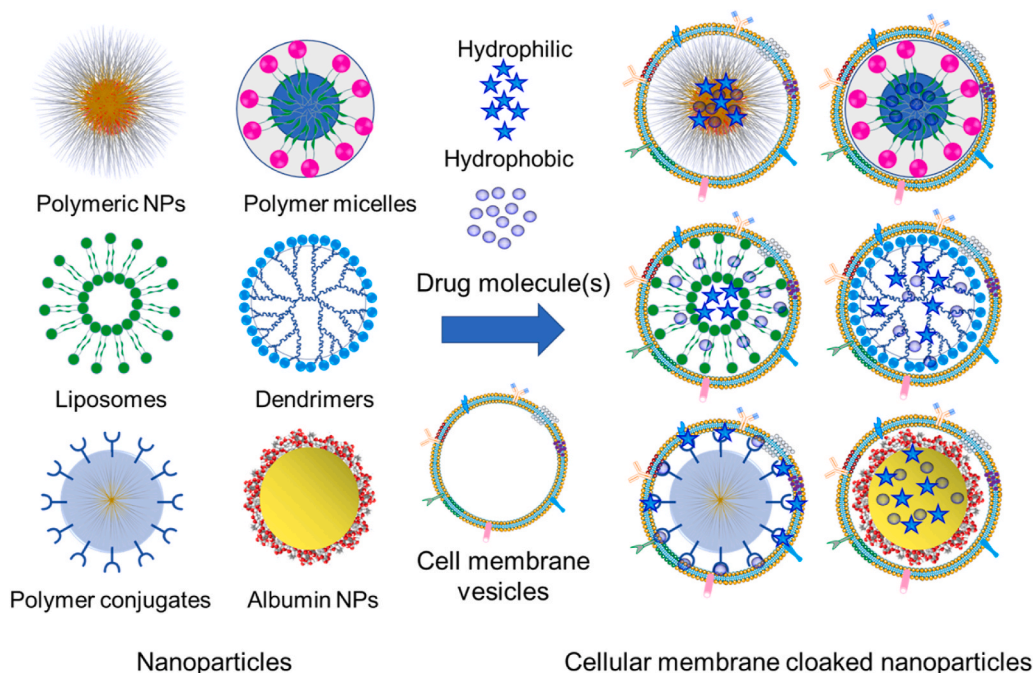 Hydrophilic
Hydrophobic
Polymeric NPs
Polymer micelles
Drug molecule(s)
Liposomes
Dendrimers
Cell membrane
vesicles
Polymer conjugates
Albumin NPs
Nanoparticles
Cellular membrane cloaked nanoparticles